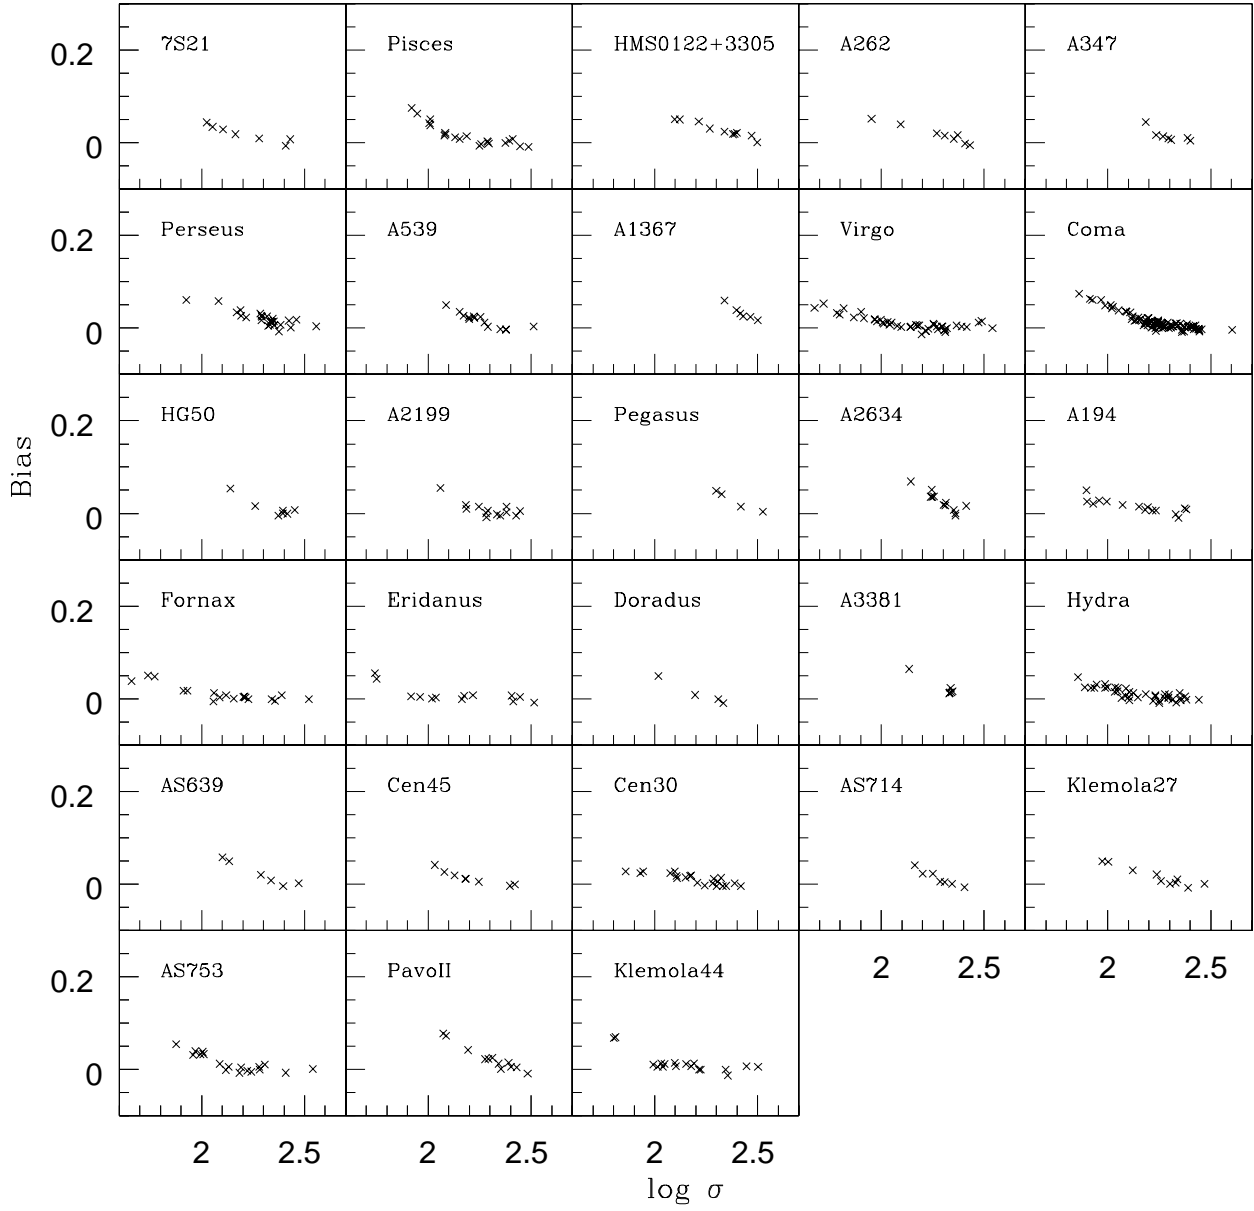 7S21 Pisces HMS0122+3305 A262 A347
0.2
0
Perseus A539 A1367 Virgo Coma
0.2
0
HG50 A2199 Pegasus A2634 A194
0.2
0
Bias
Fornax Eridanus Doradus A3381 Hydra
0.2
0
AS639 Cen45 Cen30 AS714 Klemola27
0.2
0
AS753 PavoII Klemola44
0.2
0
2 2.5 2 2.5
2 2.5 2 2.5 2 2.5
log σ